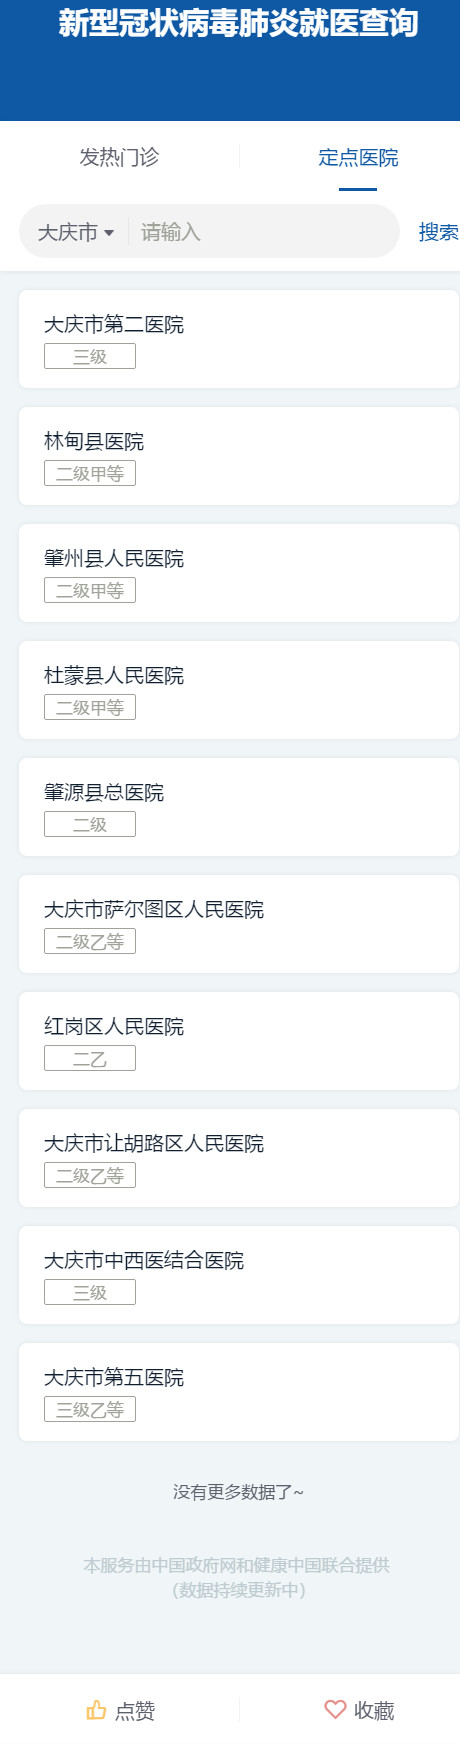 新型冠状病毒肺炎就医查询
发热门诊 定点医院
大庆市 请输入 搜索
大庆市第二医院
三级
林甸县医院
二级甲等
肇州县人民医院
二级甲等
杜蒙县人民医院
二级甲等
肇源县总医院
二级
大庆市萨尔图区人民医院
二级乙等
红岗区人民医院
二乙
大庆市让胡路区人民医院
二级乙等
大庆市中西医结合医院
三级
大庆市第五医院
三级乙等
没有更多数据了~
本服务由中国政府网和健康中国联合提供
（数据持续更新中）
点赞 收藏